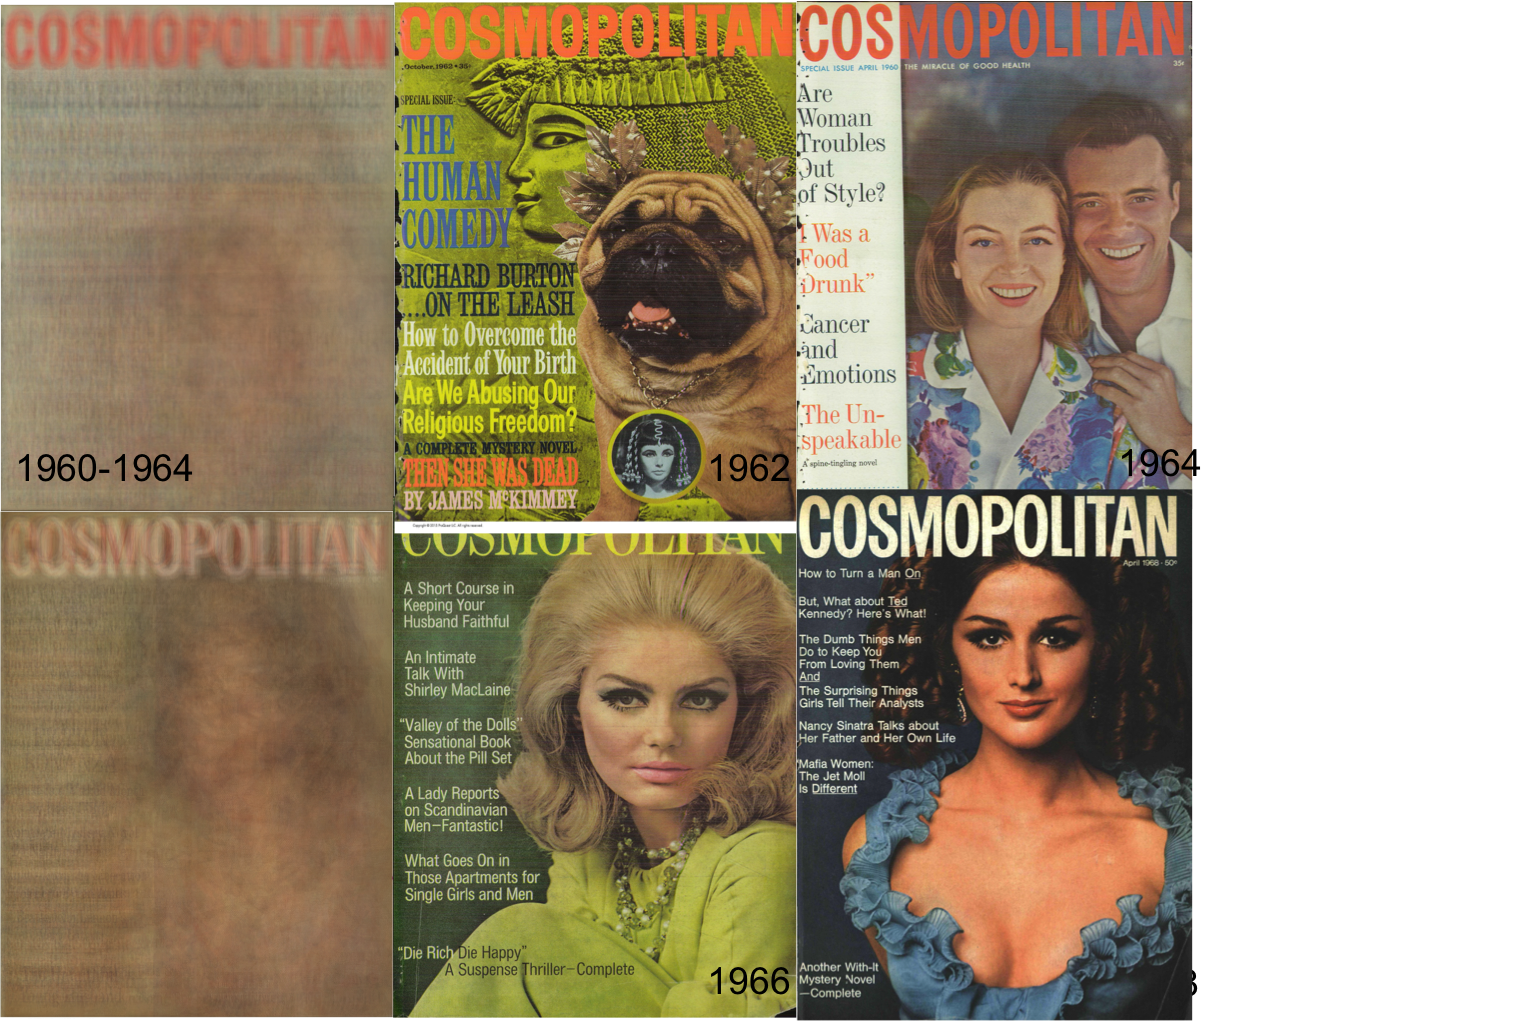 COSMOPOLITAN
1960-1964
COSMOPOLITAN
October, 1962 • 35¢
SPECIAL ISSUE:
THE
HUMAN
COMEDY
RICHARD BURTON
....ON THE LEASH
How to Overcome the
Accident of Your Birth
Are We Abusing Our
Religious Freedom?
A COMPLETE MYSTERY NOVEL
THEN SHE WAS DEAD
BY JAMES McKIMMEY
1962
COSMOPOLITAN
SPECIAL ISSUE APRIL 1960 THE MIRACLE OF GOOD HEALTH 35¢
Are
Woman
Troubles
Out
of Style?
"I Was a
Food
Drunk"
Cancer
and
Emotions
The Un-
speakable
A spine-tingling novel
1964
COSMOPOLITAN
COSMOPOLITAN
A Short Course in
Keeping Your
Husband Faithful
An Intimate
Talk With
Shirley MacLaine
"Valley of the Dolls"
Sensational Book
About the Pill Set
A Lady Reports
on Scandinavian
Men—Fantastic!
What Goes On in
Those Apartments for
Single Girls and Men
"Die Rich Die Happy"
A Suspense Thriller—Complete
1966
COSMOPOLITAN
April 1968 · 50¢
How to Turn a Man On
But, What about Ted
Kennedy? Here's What!
The Dumb Things Men
Do to Keep You
From Loving Them
And
The Surprising Things
Girls Tell Their Analysts
Nancy Sinatra Talks about
Her Father and Her Own Life
Mafia Women:
The Jet Moll
Is Different
Another With-It
Mystery Novel
—Complete